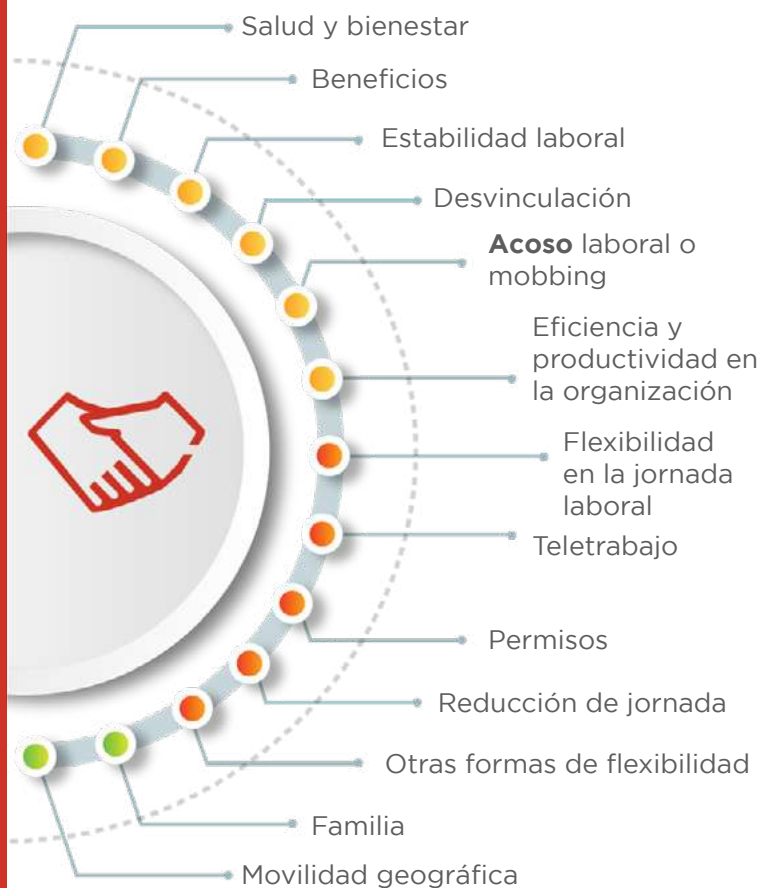 Salud y bienestar
Beneficios
Estabilidad laboral
Desvinculación
Acoso laboral o
mobbing
Eficiencia y
productividad en
la organización
Flexibilidad
en la jornada
laboral
Teletrabajo
Permisos
Reducción de jornada
Otras formas de flexibilidad
Familia
Movilidad geográfica